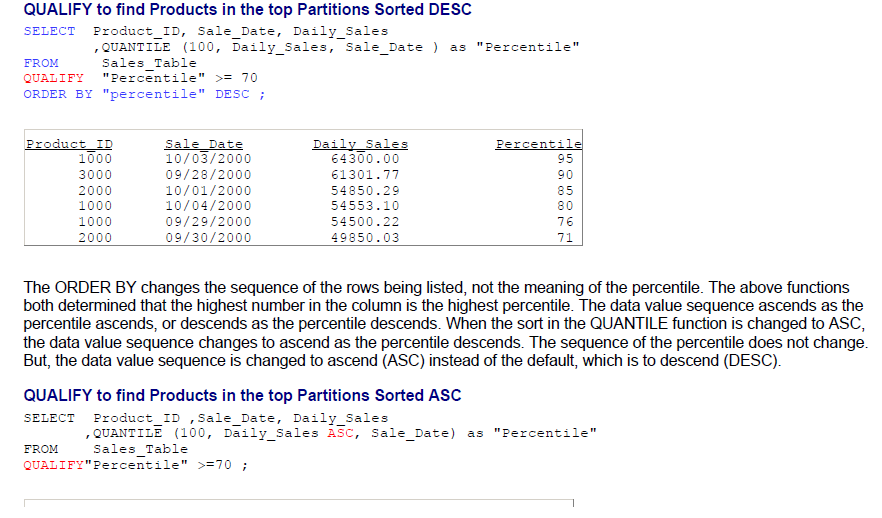 QUALIFY to find Products in the top Partitions Sorted DESC
SELECT Product_ID, Sale_Date, Daily_Sales
,QUANTILE (100, Daily_Sales, Sale_Date ) as "Percentile"
FROM Sales_Table
QUALIFY "Percentile" >= 70
ORDER BY "percentile" DESC ;
Product_ID Sale_Date Daily_Sales Percentile
1000 10/03/2000 64300.00 95
3000 09/28/2000 61301.77 90
2000 10/01/2000 54850.29 85
1000 10/04/2000 54553.10 80
1000 09/29/2000 54500.22 76
2000 09/30/2000 49850.03 71
The ORDER BY changes the sequence of the rows being listed, not the meaning of the percentile. The above functions
both determined that the highest number in the column is the highest percentile. The data value sequence ascends as the
percentile ascends, or descends as the percentile descends. When the sort in the QUANTILE function is changed to ASC,
the data value sequence changes to ascend as the percentile descends. The sequence of the percentile does not change.
But, the data value sequence is changed to ascend (ASC) instead of the default, which is to descend (DESC).
QUALIFY to find Products in the top Partitions Sorted ASC
SELECT Product_ID ,Sale_Date, Daily_Sales
,QUANTILE (100, Daily_Sales ASC, Sale_Date) as "Percentile"
FROM Sales_Table
QUALIFY"Percentile" >=70 ;